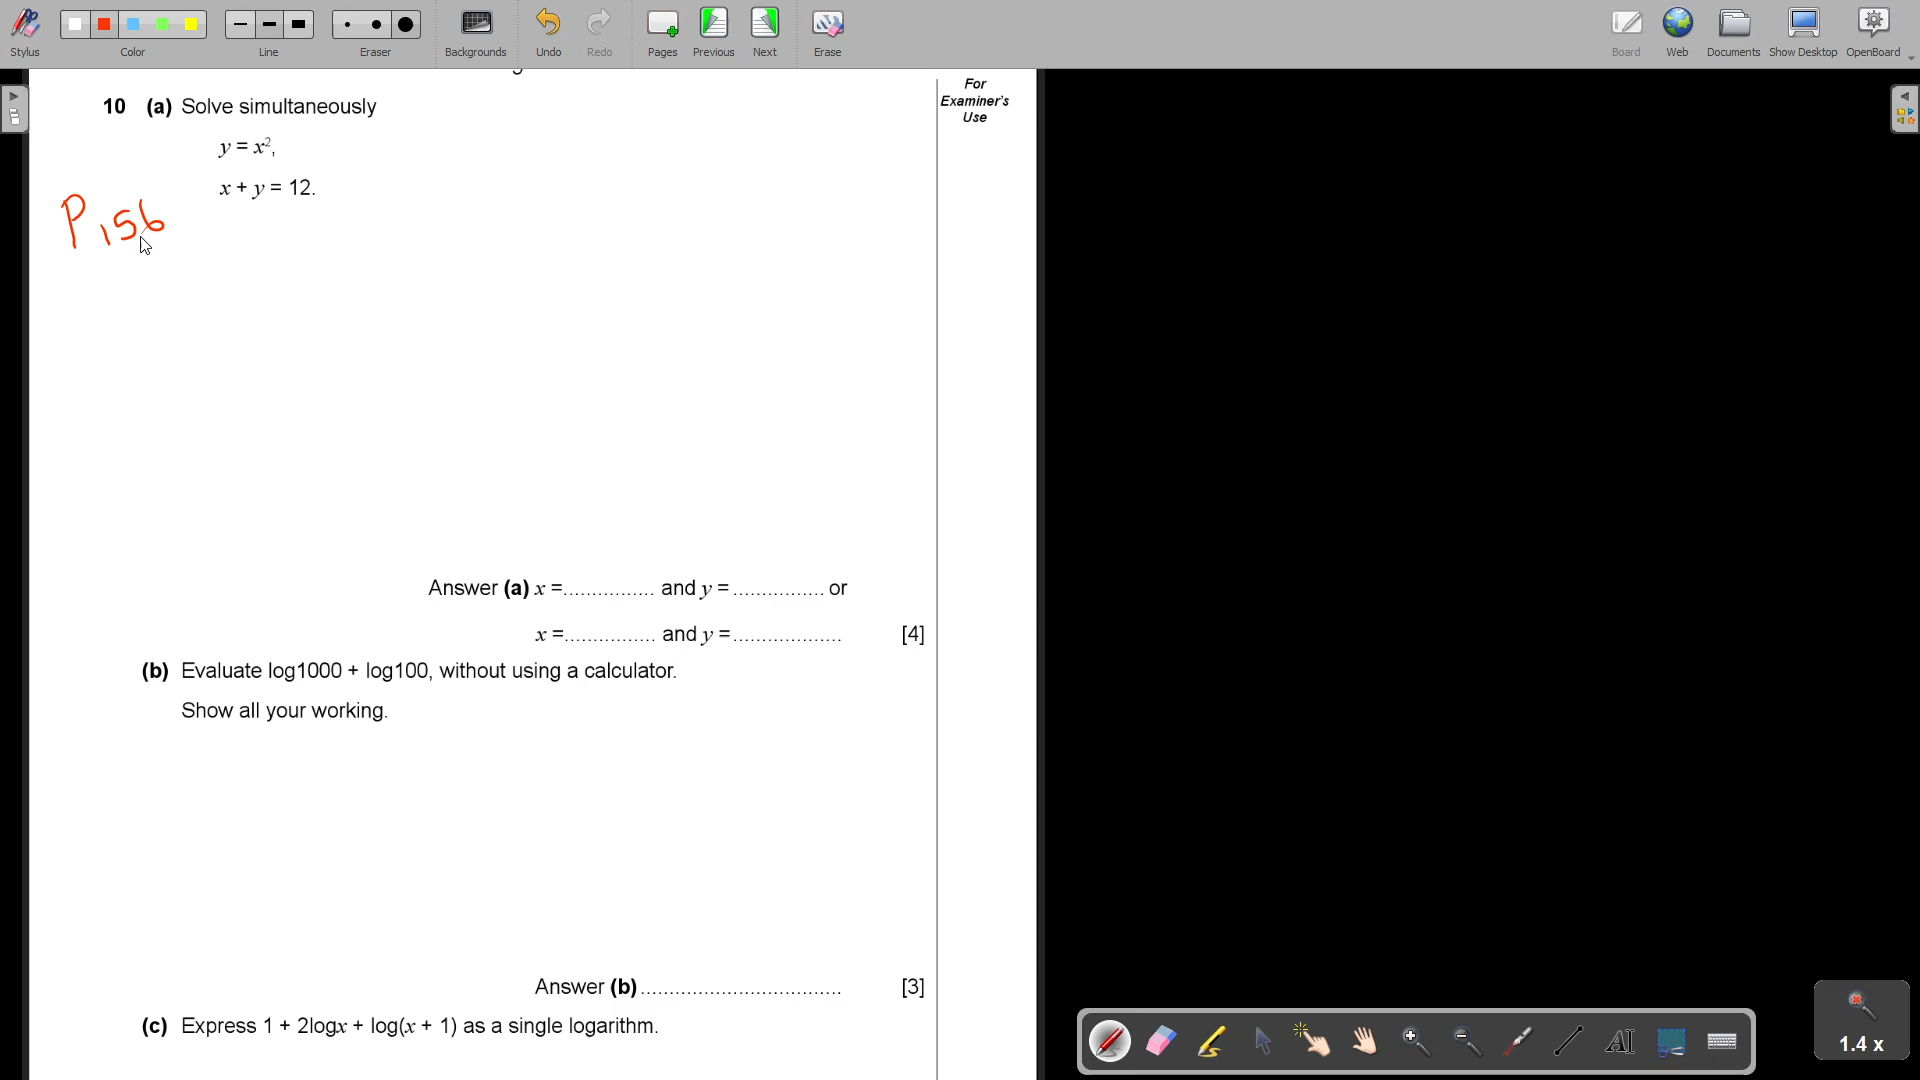 Stylus Color Line Eraser Backgrounds Undo Redo Pages Previous Next Erase Board Web Documents Show Desktop OpenBoard
For
Examiner's
Use
10 (a) Solve simultaneously
y = x²,
x + y = 12.
P 156
Answer (a) x =................ and y = ................ or
x =................ and y = ................... [4]
(b) Evaluate log1000 + log100, without using a calculator.
Show all your working.
Answer (b)................................... [3]
(c) Express 1 + 2logx + log(x + 1) as a single logarithm.
AI
1.4 x